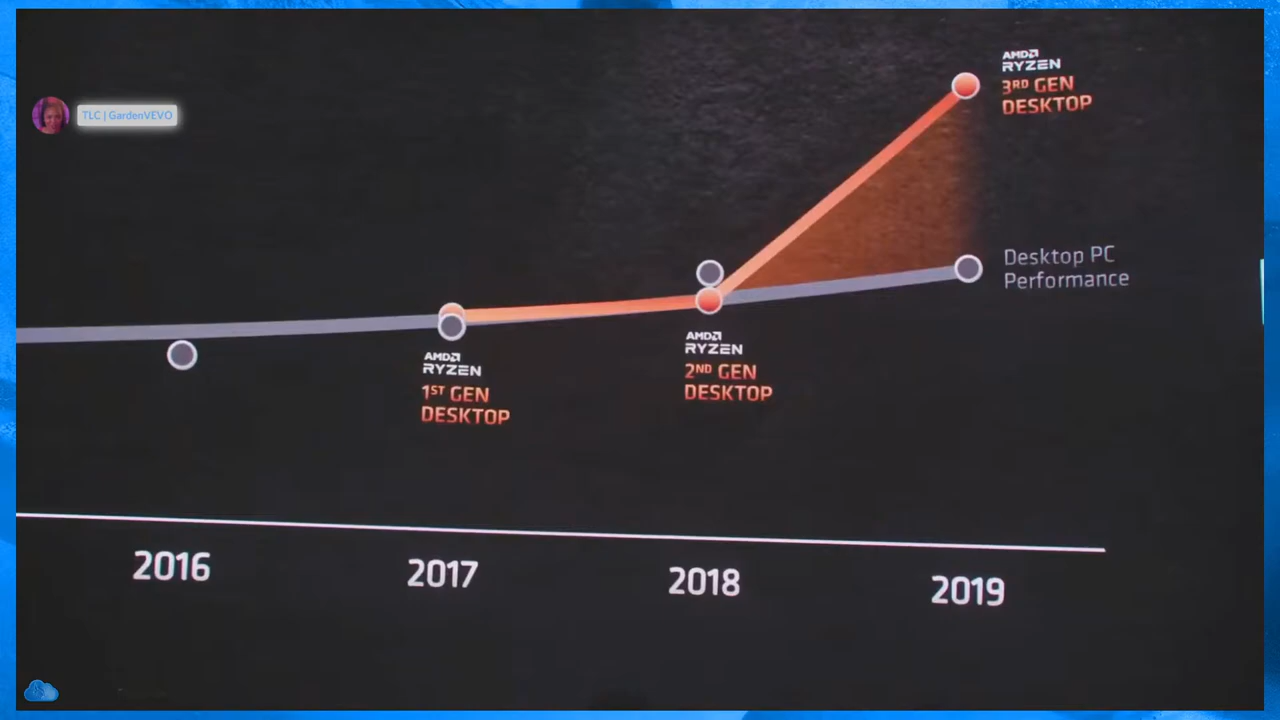 TLC | GardenVEVO
AMD
RYZEN
3RD GEN
DESKTOP
Desktop PC
Performance
AMD
RYZEN
1ST GEN
DESKTOP
AMD
RYZEN
2ND GEN
DESKTOP
2016
2017
2018
2019